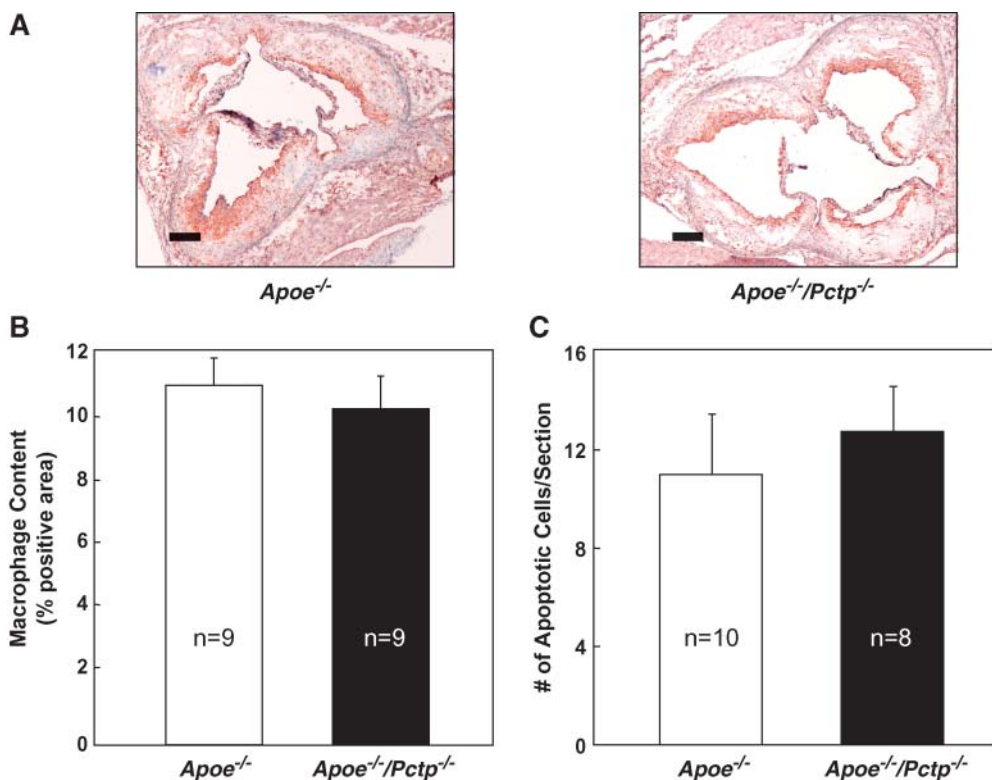 A
Apoe-/-
Apoe-/-/Pctp-/-
B
Macrophage Content
(% positive area)
12
10
8
6
4
2
0
n=9
n=9
Apoe-/-
Apoe-/-/Pctp-/-
C
# of Apoptotic Cells/Section
16
12
8
4
0
n=10
n=8
Apoe-/-
Apoe-/-/Pctp-/-